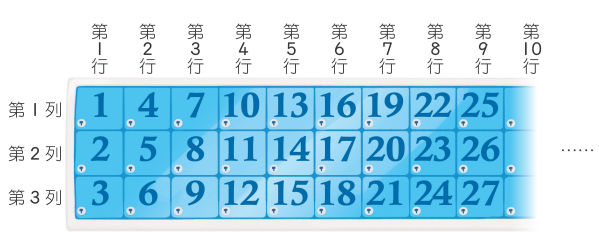 第1行 第2行 第3行 第4行 第5行 第6行 第7行 第8行 第9行 第10行
第1列 1 4 7 10 13 16 19 22 25
第2列 2 5 8 11 14 17 20 23 26 ……
第3列 3 6 9 12 15 18 21 24 27